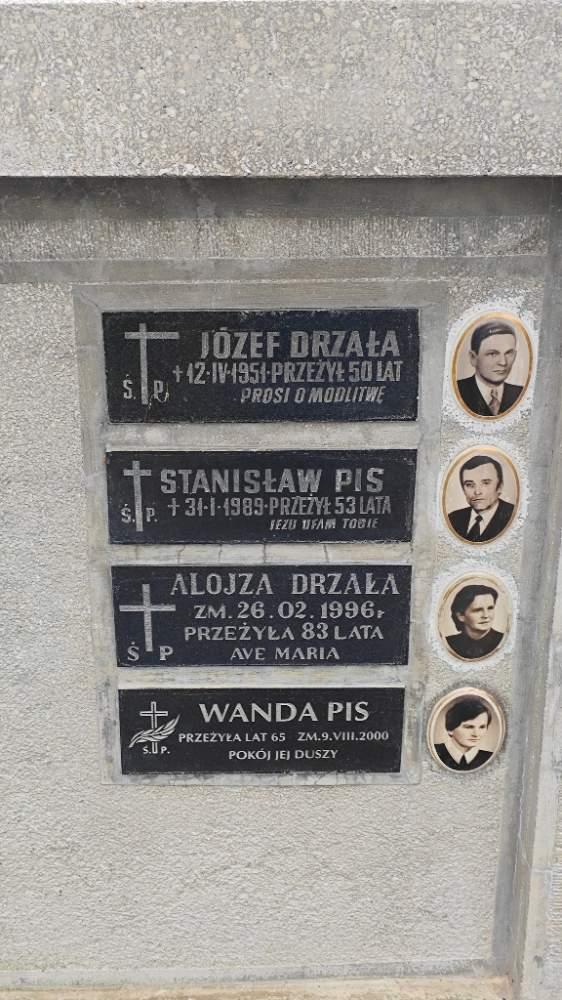 JÓZEF DRZAŁA
Ś. P. +12·IV·1951·PRZEŻYŁ 50 LAT
PROSI O MODLITWĘ
STANISŁAW PIS
Ś. P. +31·I·1989·PRZEŻYŁ 53 LATA
JEZU UFAM TOBIE
ALOJZA DRZAŁA
ZM. 26.02.1996r
PRZEŻYŁA 83 LATA
Ś P AVE MARIA
WANDA PIS
PRZEŻYŁA LAT 65 ZM. 9.VIII.2000
Ś.P. POKÓJ JEJ DUSZY